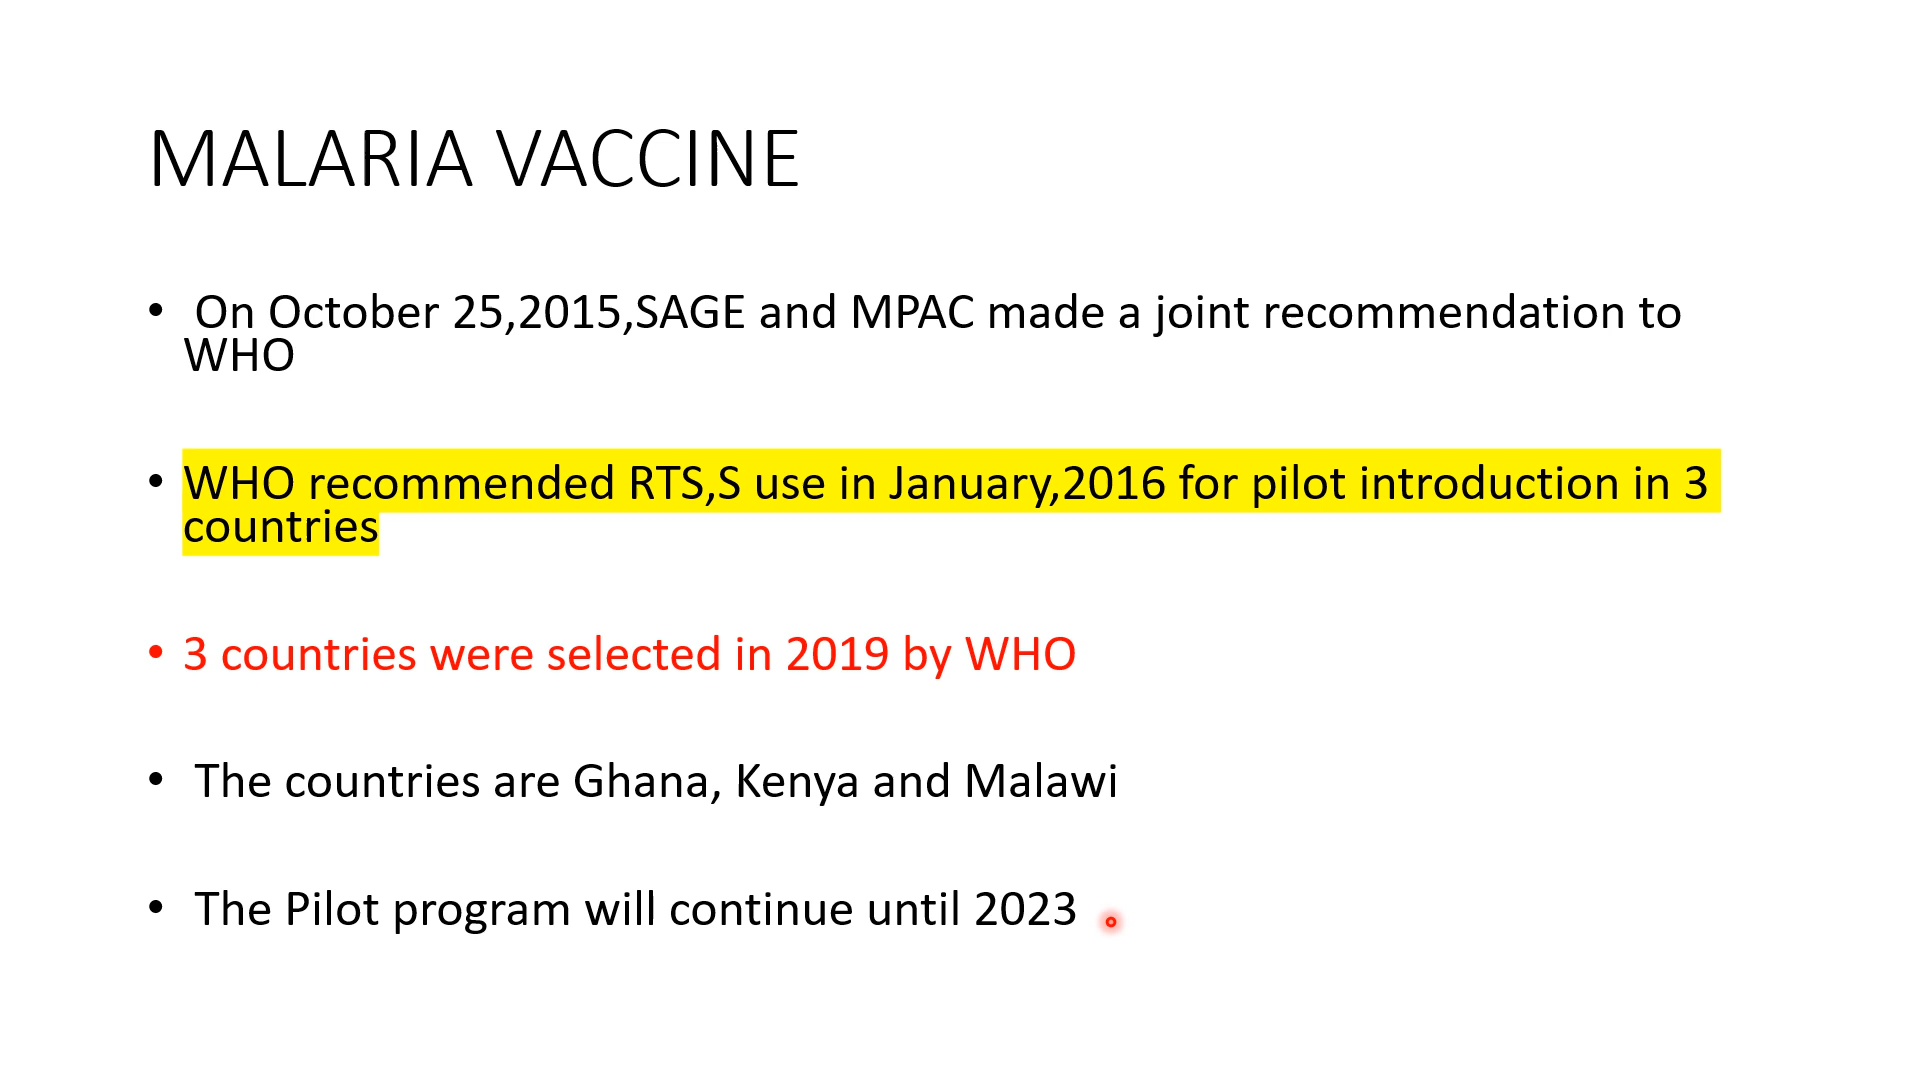 MALARIA VACCINE
• On October 25,2015,SAGE and MPAC made a joint recommendation to
WHO
• WHO recommended RTS,S use in January,2016 for pilot introduction in 3
countries
• 3 countries were selected in 2019 by WHO
• The countries are Ghana, Kenya and Malawi
• The Pilot program will continue until 2023